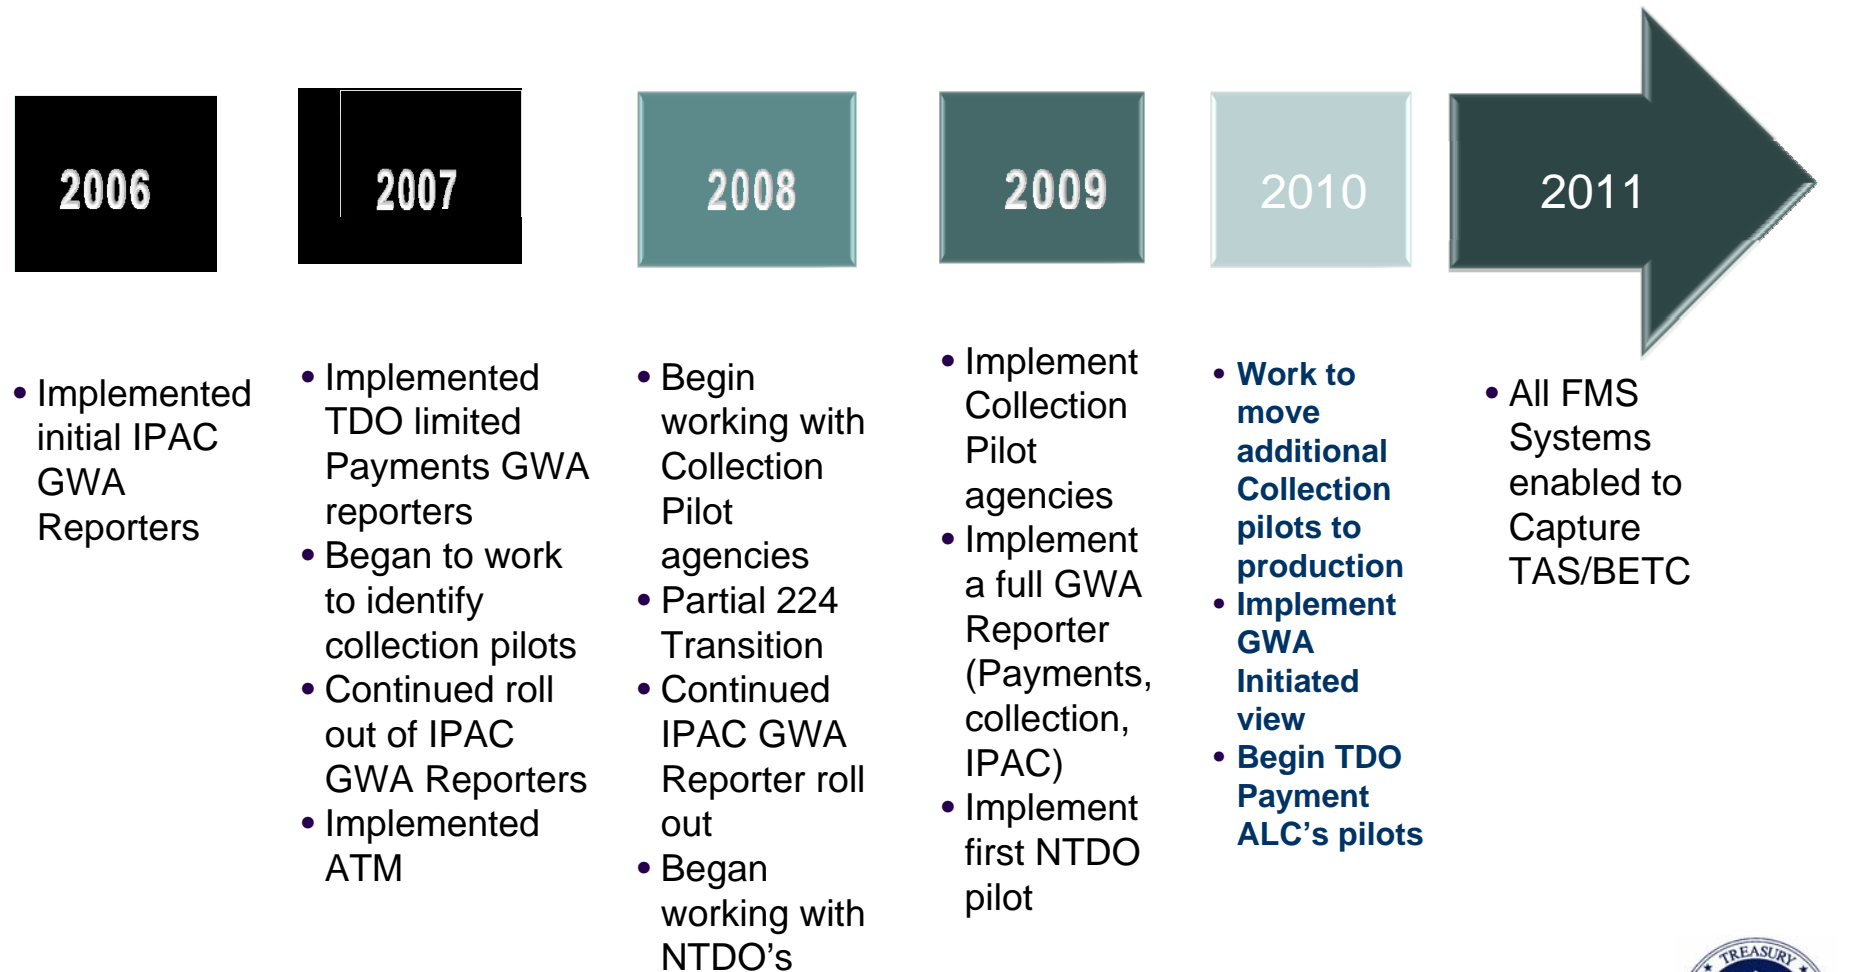 2006
2007
2008
2009
2010
2011
• Implemented
initial IPAC
GWA
Reporters
• Implemented
TDO limited
Payments GWA
reporters
• Began to work
to identify
collection pilots
• Continued roll
out of IPAC
GWA Reporters
• Implemented
ATM
• Begin
working with
Collection
Pilot
agencies
• Partial 224
Transition
• Continued
IPAC GWA
Reporter roll
out
• Began
working with
NTDO’s
• Implement
Collection
Pilot
agencies
• Implement
a full GWA
Reporter
(Payments,
collection,
IPAC)
• Implement
first NTDO
pilot
• Work to
move
additional
Collection
pilots to
production
• Implement
GWA
Initiated
view
• Begin TDO
Payment
ALC’s pilots
• All FMS
Systems
enabled to
Capture
TAS/BETC
TREASURY